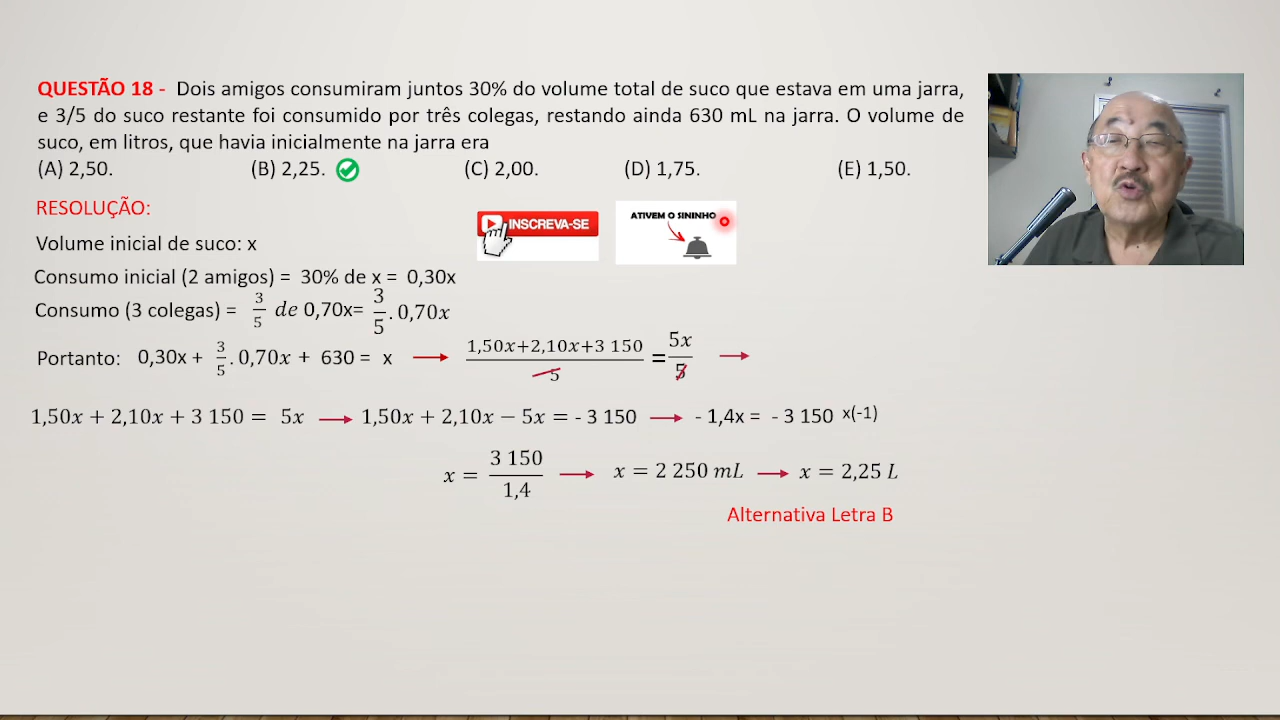 QUESTÃO 18 - Dois amigos consumiram juntos 30% do volume total de suco que estava em uma jarra,
e 3/5 do suco restante foi consumido por três colegas, restando ainda 630 mL na jarra. O volume de
suco, em litros, que havia inicialmente na jarra era
(A) 2,50. (B) 2,25. (C) 2,00. (D) 1,75. (E) 1,50.
RESOLUÇÃO:
INSCREVA-SE
ATIVEM O SININHO
Volume inicial de suco: x
Consumo inicial (2 amigos) = 30% de x = 0,30x
Consumo (3 colegas) = 3/5 de 0,70x= 3/5 . 0,70x
Portanto: 0,30x + 3/5 . 0,70x + 630 = x → 1,50x+2,10x+3 150/5 = 5x/5 →
1,50x + 2,10x + 3 150 = 5x → 1,50x + 2,10x − 5x = - 3 150 → - 1,4x = - 3 150 x(-1)
x = 3 150/1,4 → x = 2 250 mL → x = 2,25 L
Alternativa Letra B